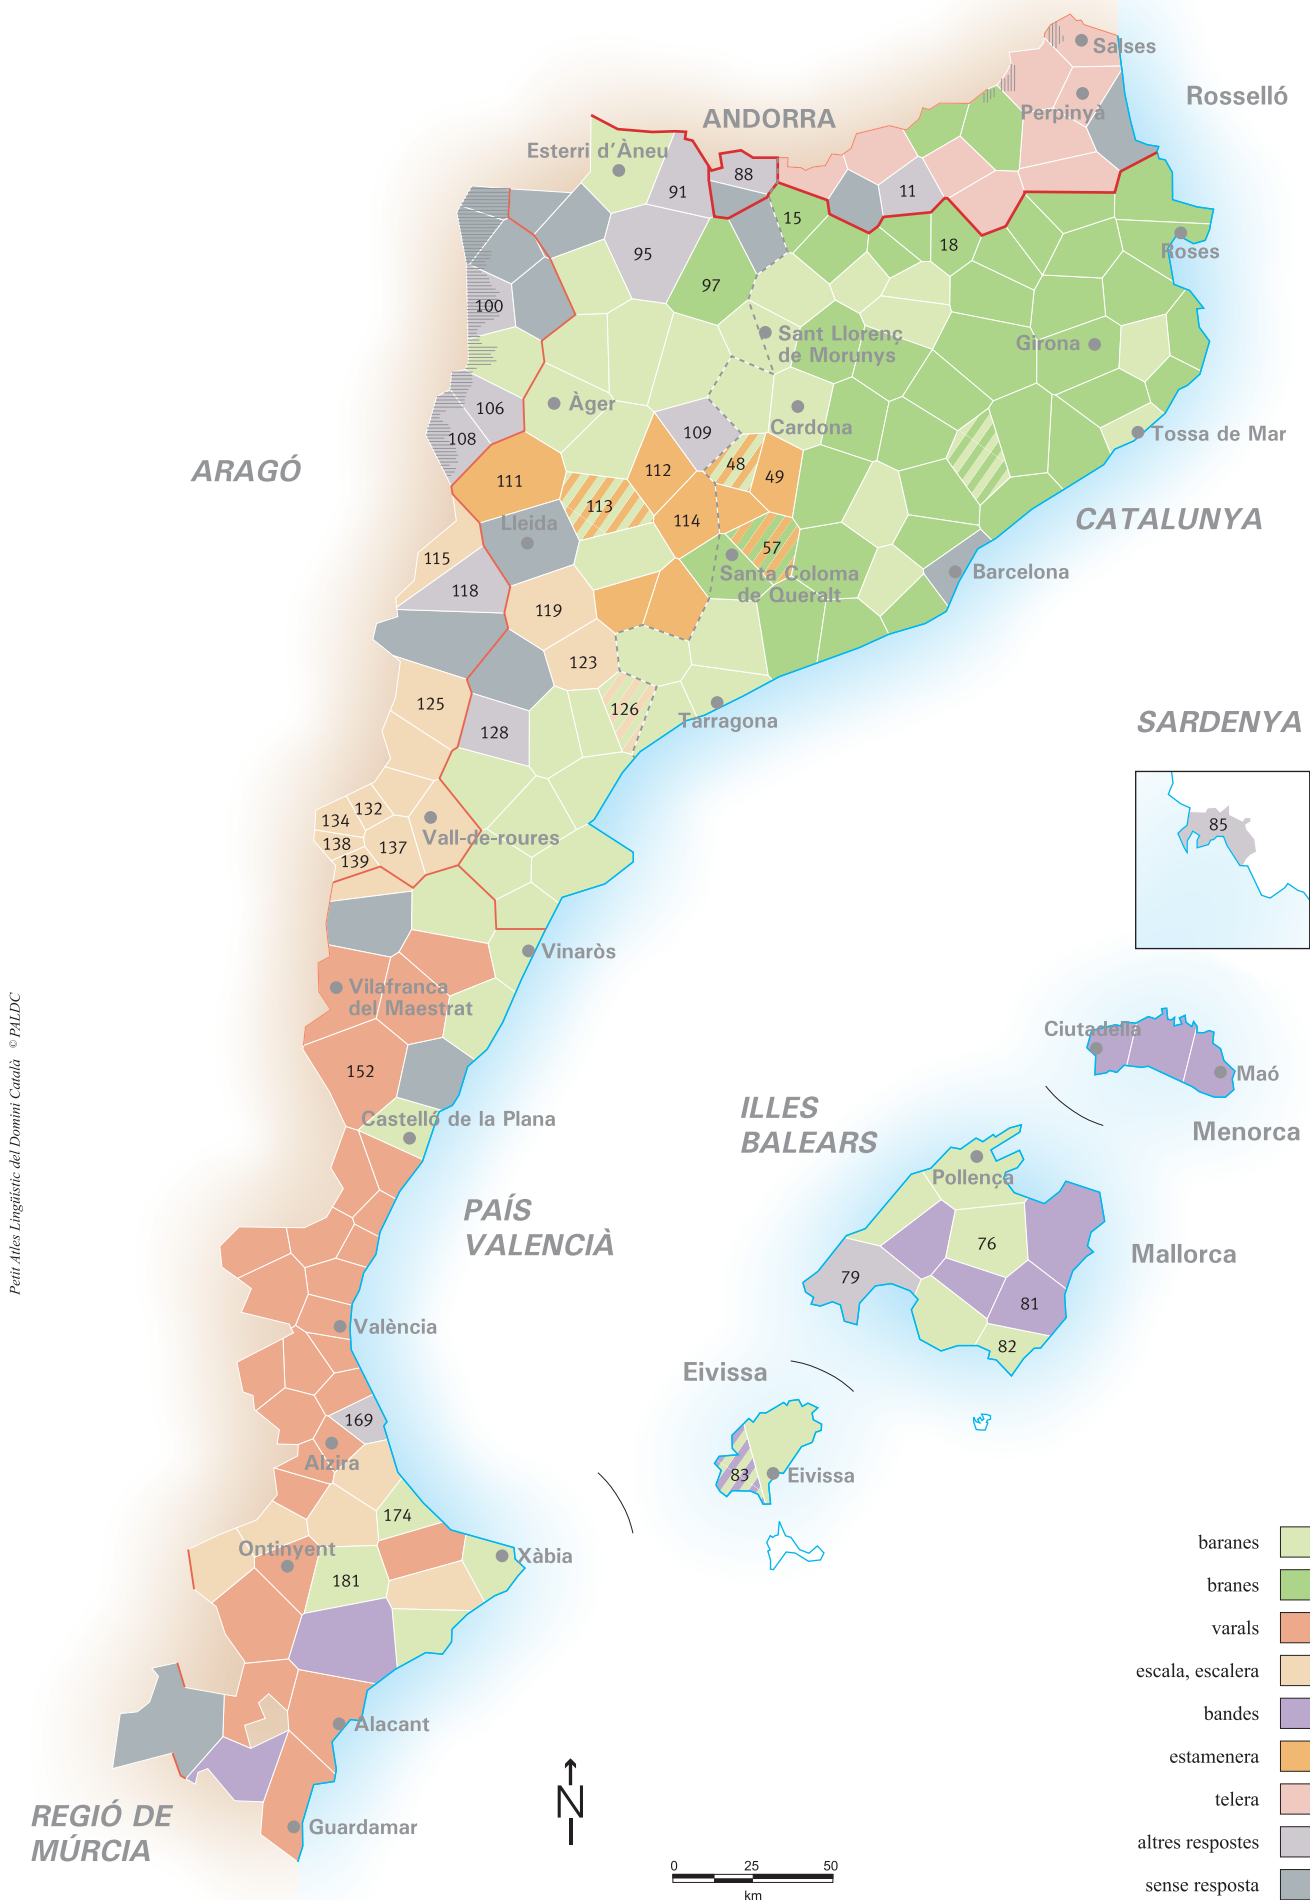 Salses
Rosselló
Perpinyà
ANDORRA
Esterri d'Àneu
88
91
11
15
18
Roses
95
97
100
Sant Llorenç
de Morunys
Girona
Àger
106
Cardona
108
109
Tossa de Mar
ARAGÓ
111
112
48
49
113
114
CATALUNYA
Lleida
57
115
Santa Coloma
de Queralt
Barcelona
118
119
123
125
126
Tarragona
128
SARDENYA
85
132
134
Vall-de-roures
138
137
139
Vinaròs
Vilafranca
del Maestrat
Petit Atles Lingüístic del Domini Català © PALDC
Ciutadella
Maó
152
Castelló de la Plana
ILLES
BALEARS
Menorca
Pollença
PAÍS
VALENCIÀ
76
Mallorca
79
81
València
82
Eivissa
169
Alzira
83
Eivissa
174
Ontinyent
Xàbia
181
Alacant
REGIÓ DE
MÚRCIA
Guardamar
N
0 25 50
km
baranes
branes
varals
escala, escalera
bandes
estamenera
telera
altres respostes
sense resposta